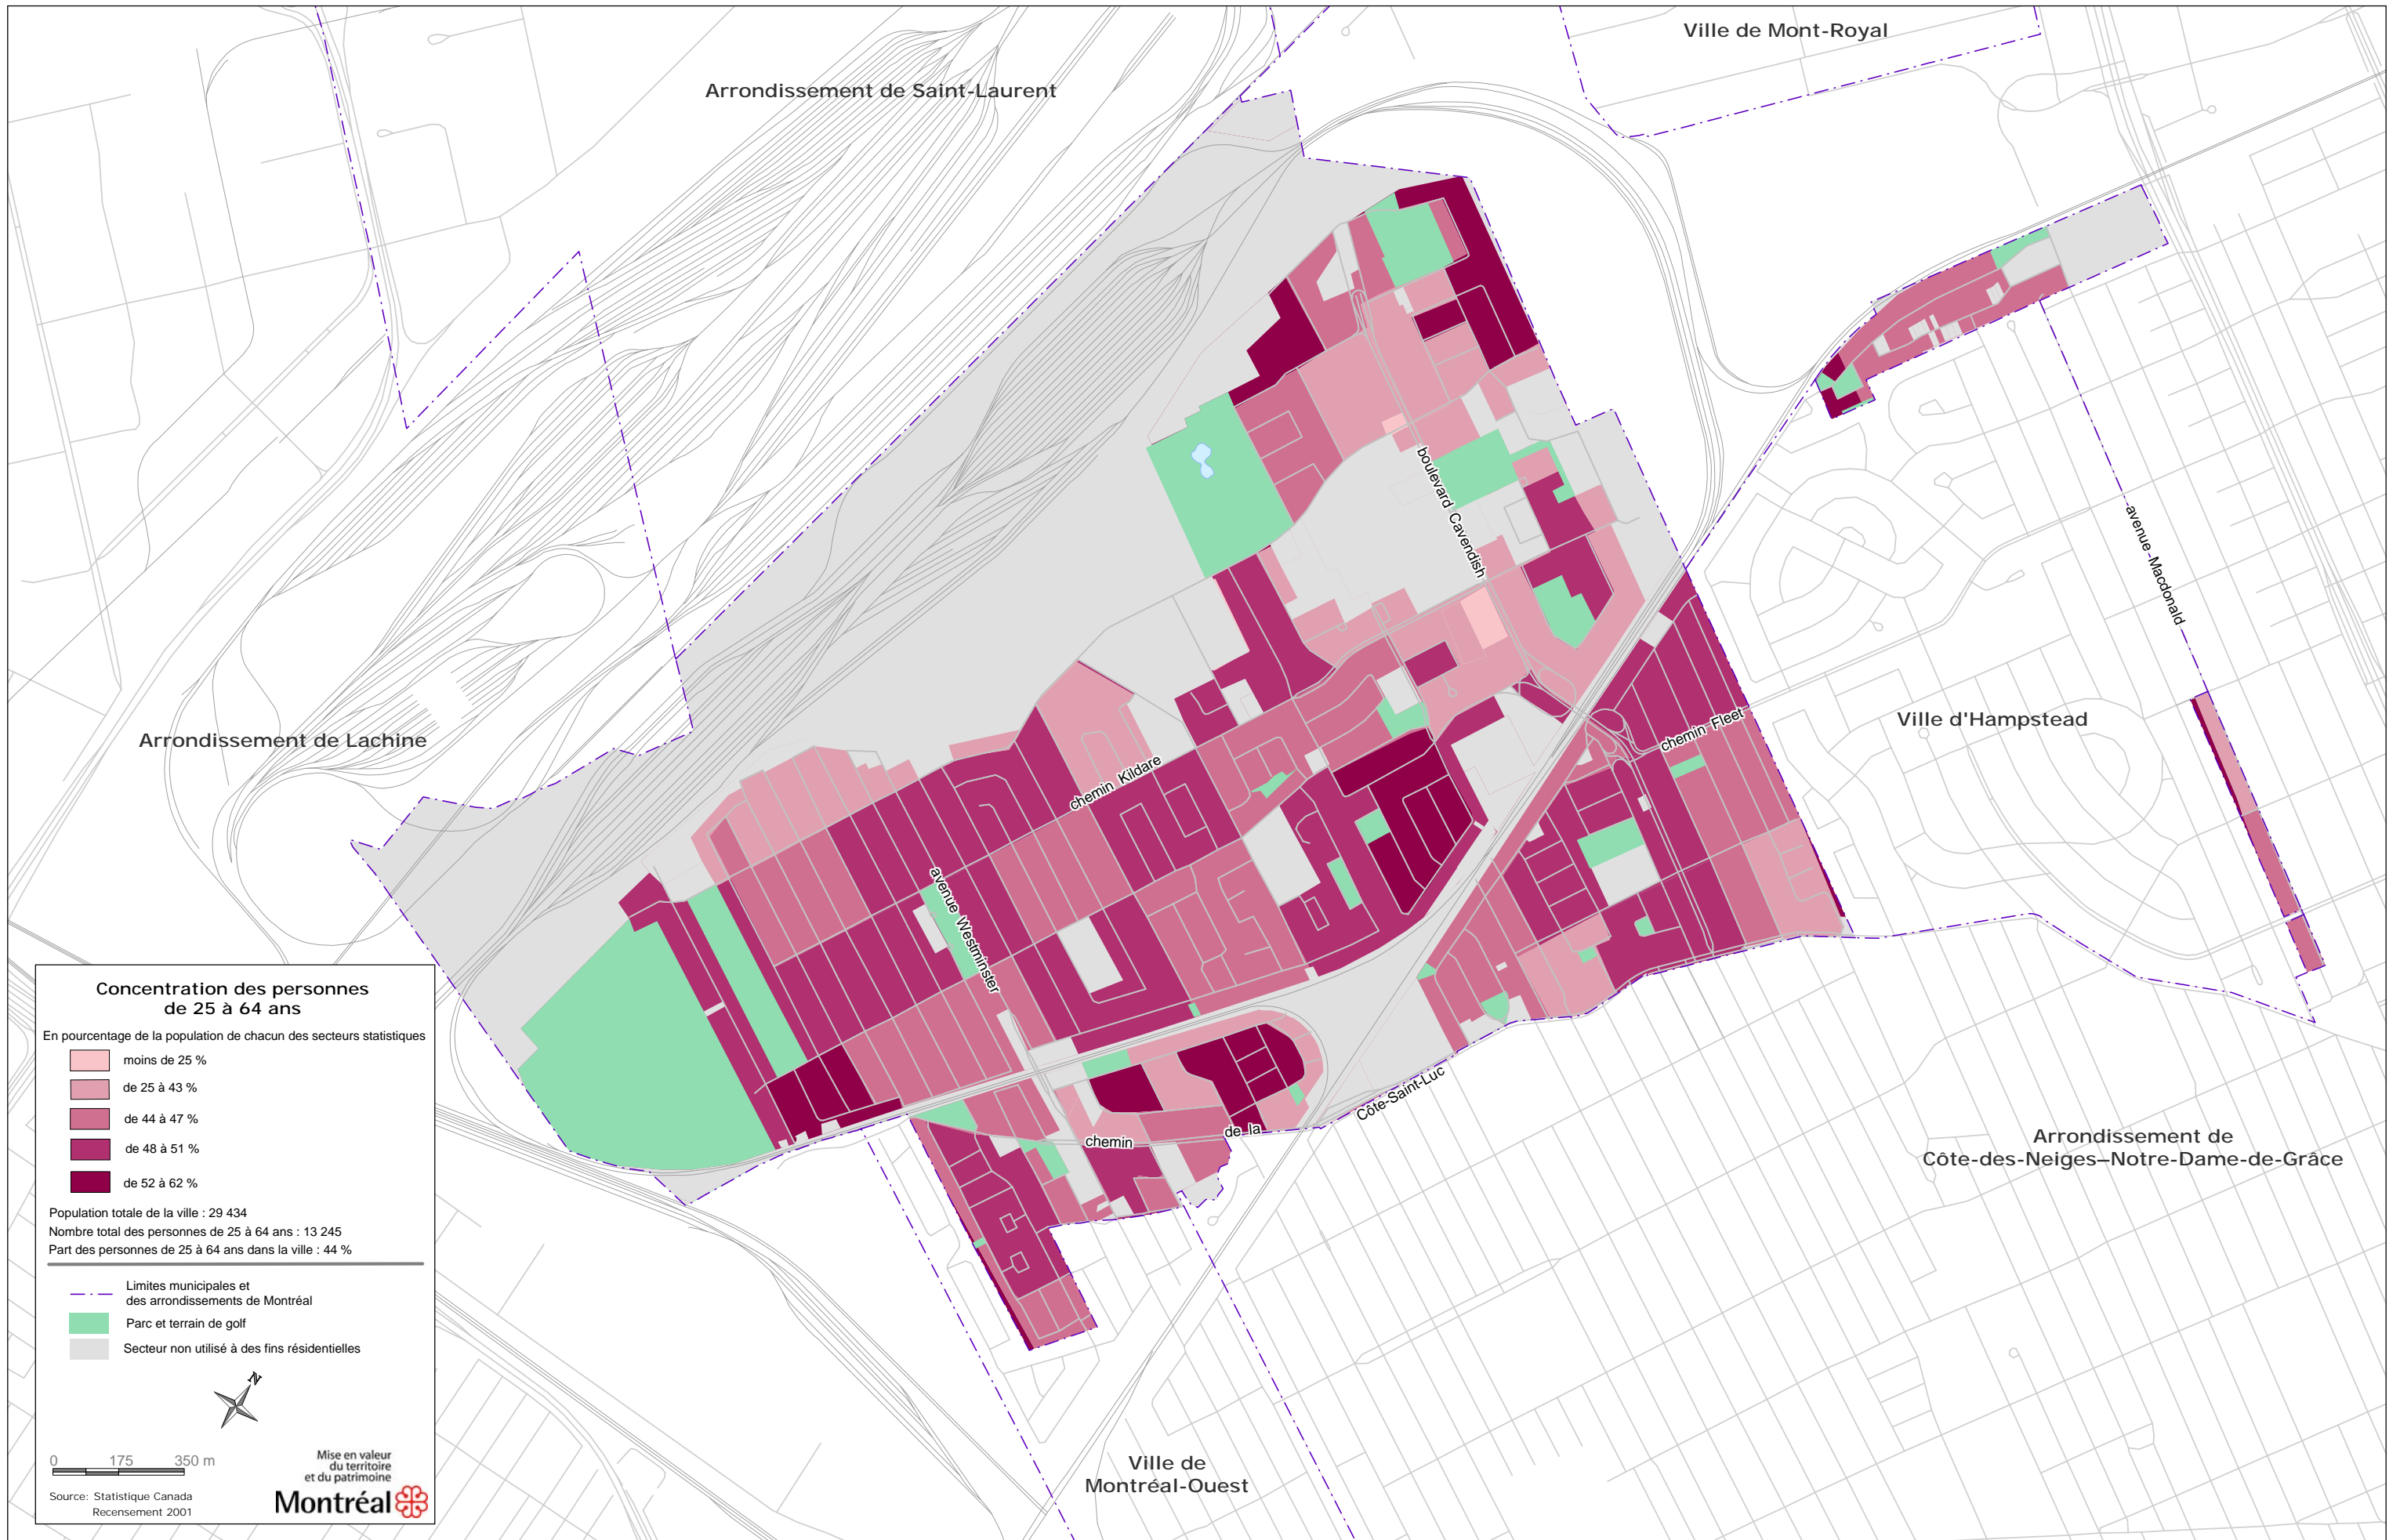 Ville de Mont-Royal
Arrondissement de Saint-Laurent
boulevard Cavendish
avenue Macdonald
Arrondissement de Lachine
Ville d'Hampstead
chemin Fleet
chemin Kildare
avenue Westminster
chemin de la Côte-Saint-Luc
Arrondissement de
Côte-des-Neiges–Notre-Dame-de-Grâce
Ville de
Montréal-Ouest
Concentration des personnes
de 25 à 64 ans
En pourcentage de la population de chacun des secteurs statistiques
moins de 25 %
de 25 à 43 %
de 44 à 47 %
de 48 à 51 %
de 52 à 62 %
Population totale de la ville : 29 434
Nombre total des personnes de 25 à 64 ans : 13 245
Part des personnes de 25 à 64 ans dans la ville : 44 %
Limites municipales et
des arrondissements de Montréal
Parc et terrain de golf
Secteur non utilisé à des fins résidentielles
N
0 175 350 m
Source: Statistique Canada
Recensement 2001
Mise en valeur
du territoire
et du patrimoine
Montréal